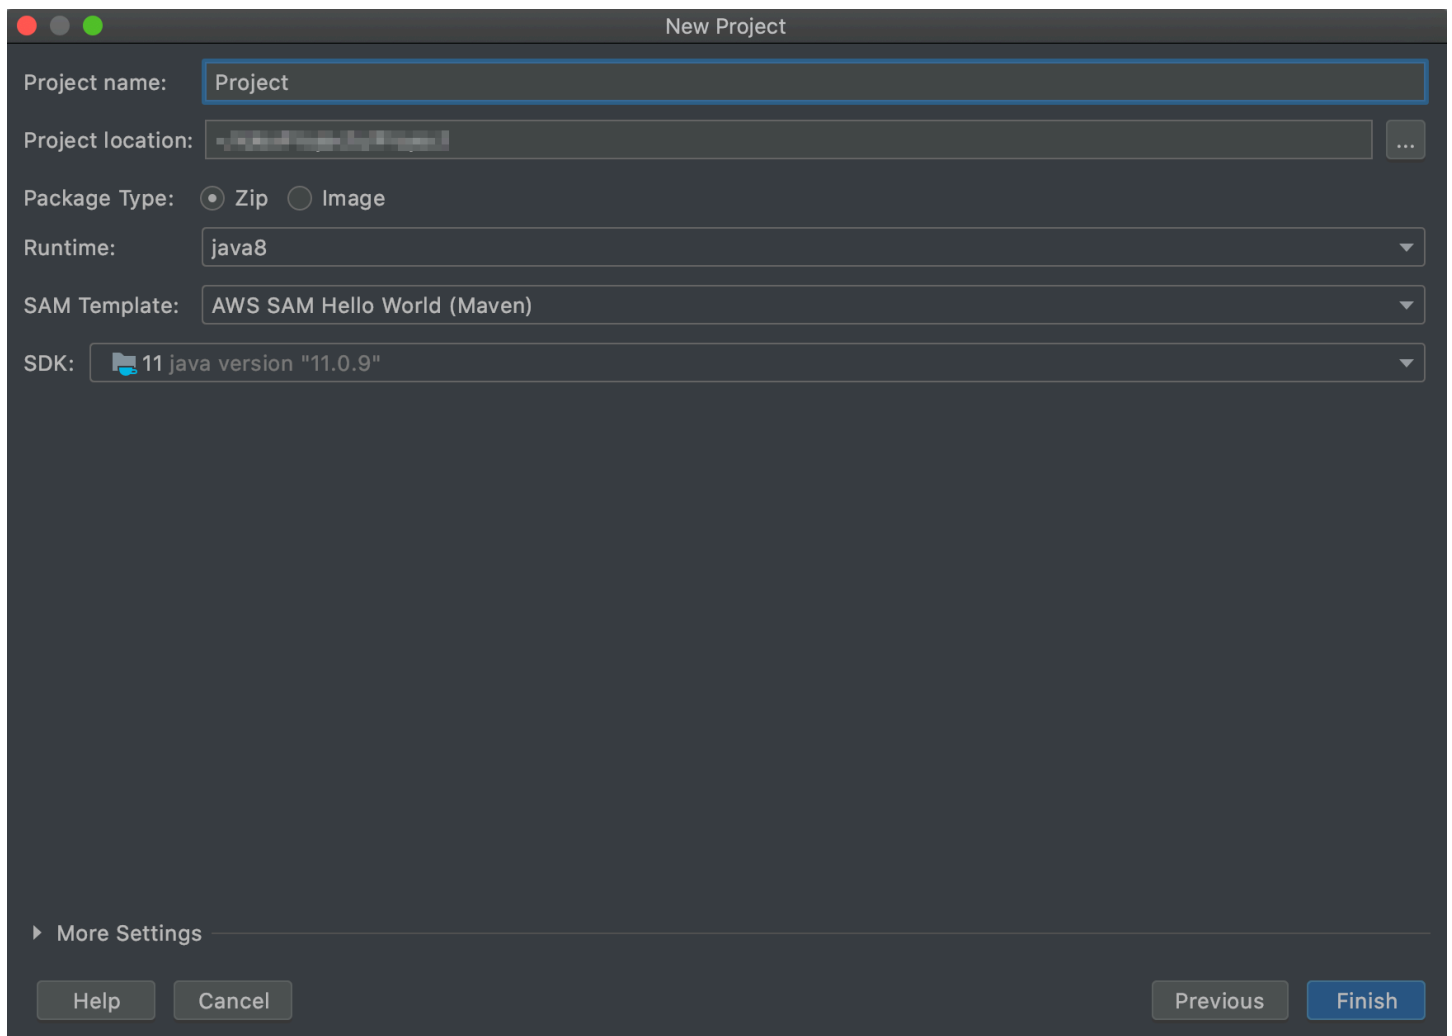 New Project
Project name: Project
Project location: ...
Package Type: Zip Image
Runtime: java8
SAM Template: AWS SAM Hello World (Maven)
SDK: 11 java version "11.0.9"
More Settings
Help Cancel Previous Finish